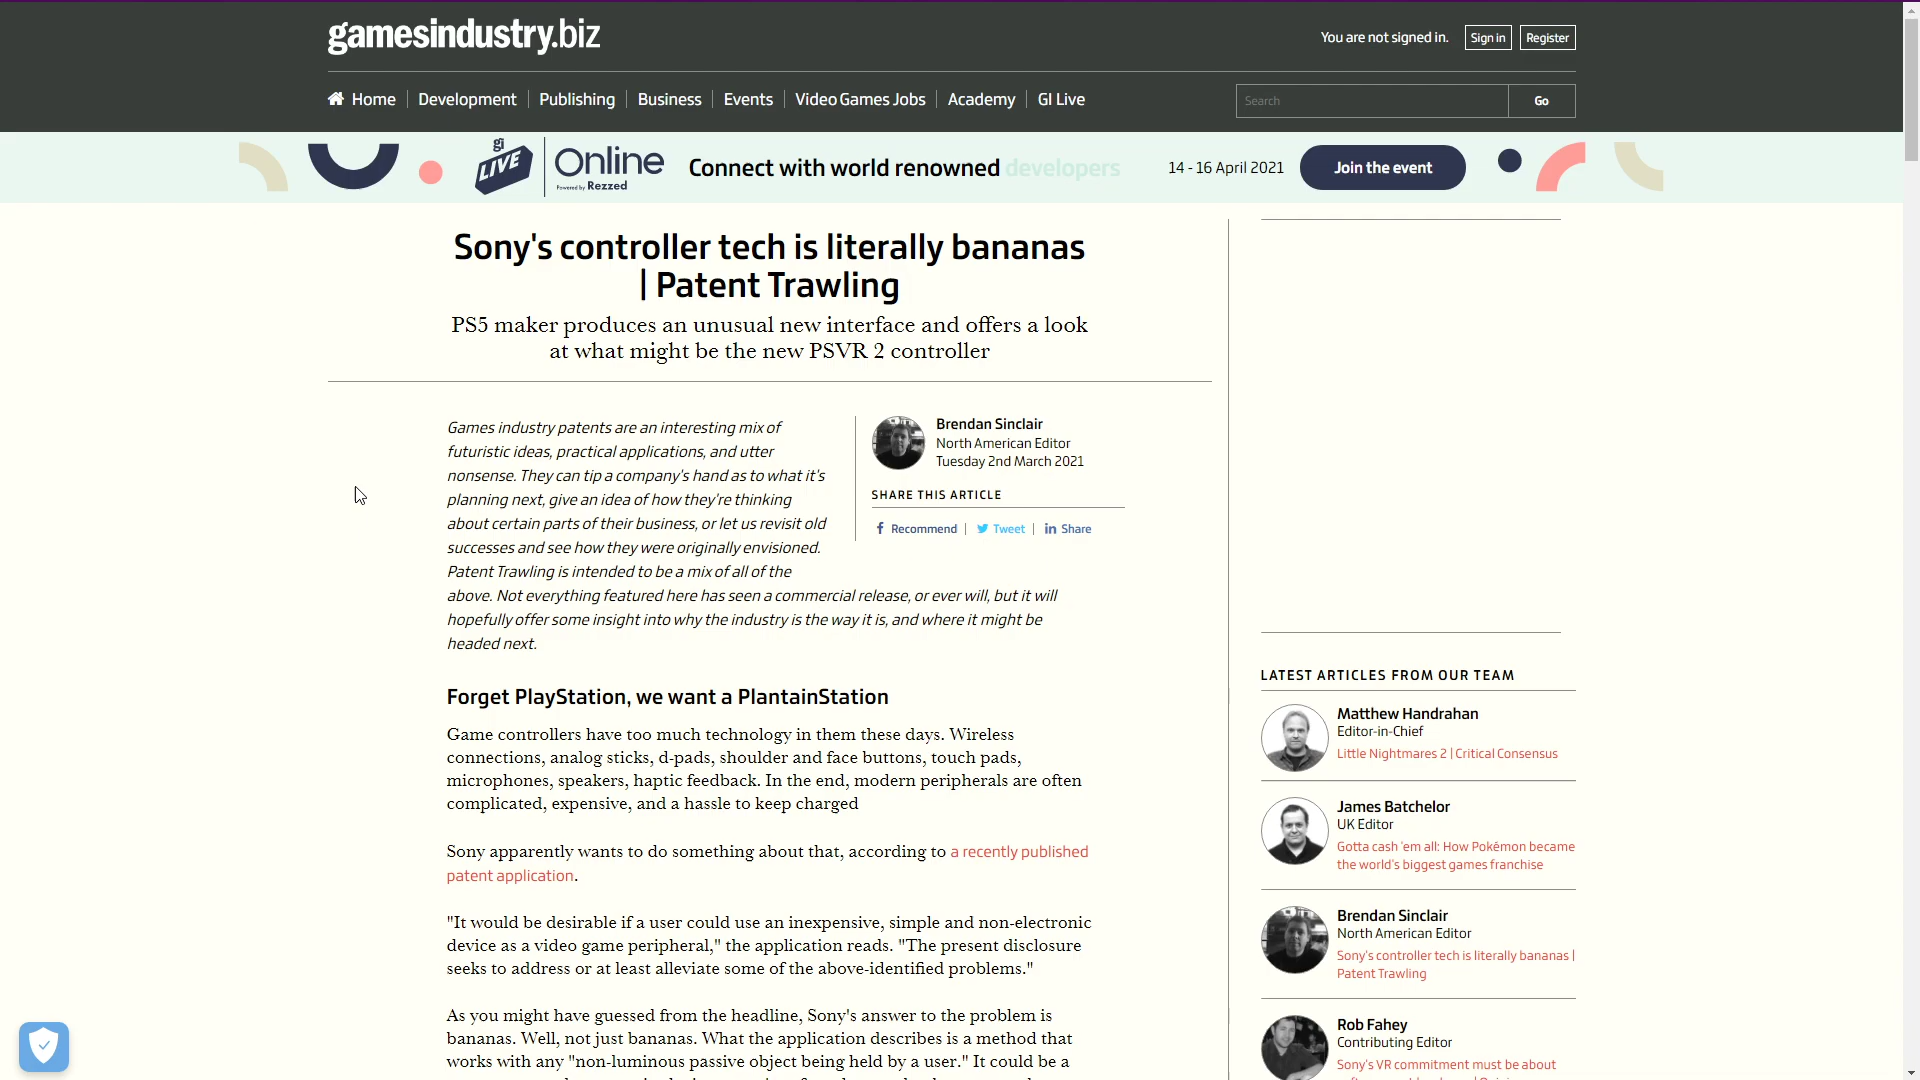 gamesindustry.biz
You are not signed in.
Sign in
Register
Home
Development
Publishing
Business
Events
Video Games Jobs
Academy
GI Live
Search
Go
gi
LIVE
Online
Powered by Rezzed
Connect with world renowned developers
14 - 16 April 2021
Join the event
Sony's controller tech is literally bananas
| Patent Trawling
PS5 maker produces an unusual new interface and offers a look
at what might be the new PSVR 2 controller
Games industry patents are an interesting mix of
futuristic ideas, practical applications, and utter
nonsense. They can tip a company's hand as to what it's
planning next, give an idea of how they're thinking
about certain parts of their business, or let us revisit old
successes and see how they were originally envisioned.
Patent Trawling is intended to be a mix of all of the
above. Not everything featured here has seen a commercial release, or ever will, but it will
hopefully offer some insight into why the industry is the way it is, and where it might be
headed next.
Brendan Sinclair
North American Editor
Tuesday 2nd March 2021
SHARE THIS ARTICLE
Recommend
Tweet
Share
Forget PlayStation, we want a PlantainStation
Game controllers have too much technology in them these days. Wireless
connections, analog sticks, d-pads, shoulder and face buttons, touch pads,
microphones, speakers, haptic feedback. In the end, modern peripherals are often
complicated, expensive, and a hassle to keep charged
Sony apparently wants to do something about that, according to a recently published
patent application.
"It would be desirable if a user could use an inexpensive, simple and non-electronic
device as a video game peripheral," the application reads. "The present disclosure
seeks to address or at least alleviate some of the above-identified problems."
As you might have guessed from the headline, Sony's answer to the problem is
bananas. Well, not just bananas. What the application describes is a method that
works with any "non-luminous passive object being held by a user." It could be a
LATEST ARTICLES FROM OUR TEAM
Matthew Handrahan
Editor-in-Chief
Little Nightmares 2 | Critical Consensus
James Batchelor
UK Editor
Gotta cash 'em all: How Pokémon became
the world's biggest games franchise
Brendan Sinclair
North American Editor
Sony's controller tech is literally bananas |
Patent Trawling
Rob Fahey
Contributing Editor
Sony's VR commitment must be about